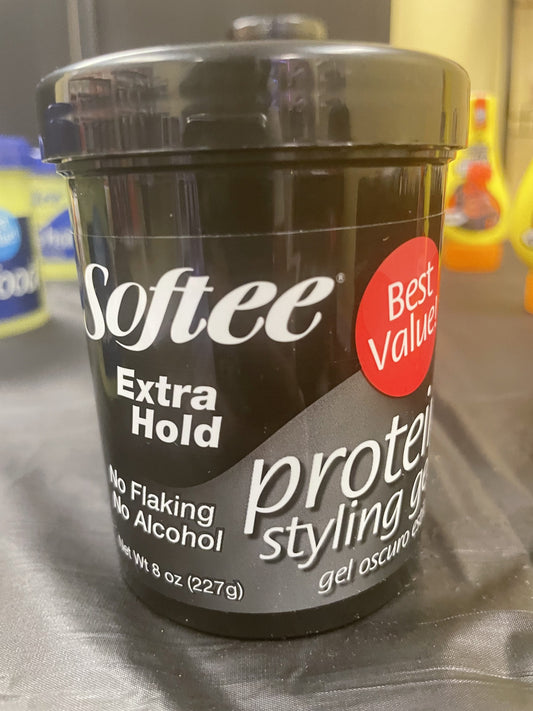 Softee®
Best
Value!
Extra
Hold
No Flaking
No Alcohol
Net Wt 8 oz (227g)
protei
styling ge
gel oscuro